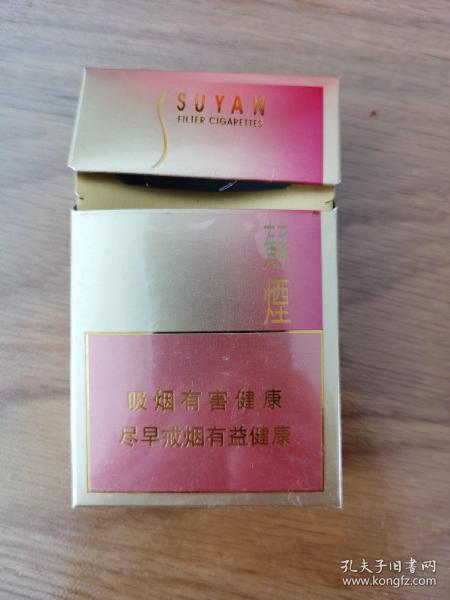 SUYAN
FILTER CIGARETTES
蘇
煙
吸烟有害健康
尽早戒烟有益健康
孔夫子旧书网
www.kongfz.com